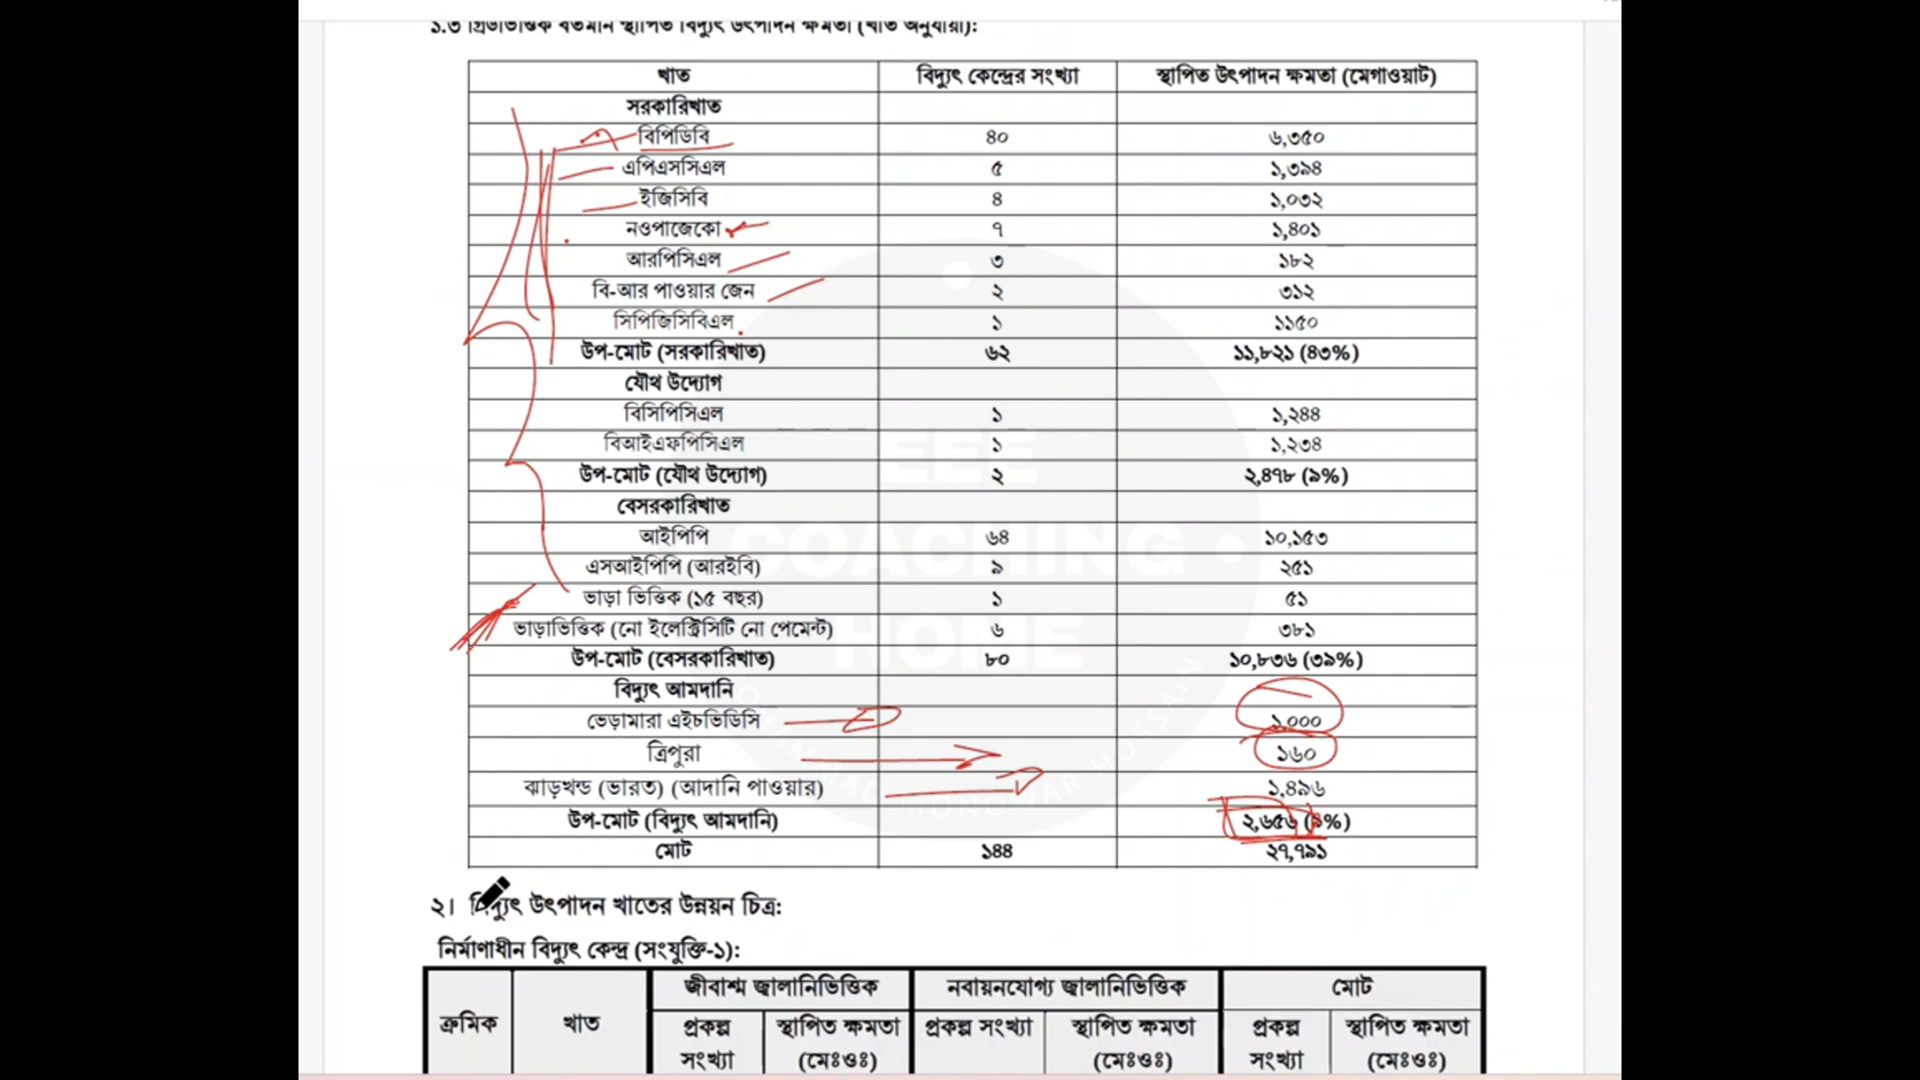 ১.৩ গ্রিডভিত্তিক বর্তমান স্থাপিত বিদ্যুৎ উৎপাদন ক্ষমতা (খাত অনুযায়ী):
খাত বিদ্যুৎ কেন্দ্রের সংখ্যা স্থাপিত উৎপাদন ক্ষমতা (মেগাওয়াট)
সরকারিখাত
বিপিডিবি ৪০ ৬,৩৫০
এপিএসসিএল ৫ ১,৩৯৪
ইজিসিবি ৪ ১,০৩২
নওপাজেকো ৭ ১,৪০১
আরপিসিএল ৩ ১৮২
বি-আর পাওয়ার জেন ২ ৩১২
সিপিজিসিবিএল ১ ১১৫০
উপ-মোট (সরকারিখাত) ৬২ ১১,৮২১ (৪৩%)
যৌথ উদ্যোগ
বিসিপিসিএল ১ ১,২৪৪
বিআইএফপিসিএল ১ ১,২৩৪
উপ-মোট (যৌথ উদ্যোগ) ২ ২,৪৭৮ (৯%)
বেসরকারিখাত
আইপিপি ৬৪ ১০,১৫৩
এসআইপিপি (আরইবি) ৯ ২৫১
ভাড়া ভিত্তিক (১৫ বছর) ১ ৫১
ভাড়াভিত্তিক (নো ইলেক্ট্রিসিটি নো পেমেন্ট) ৬ ৩৮১
উপ-মোট (বেসরকারিখাত) ৮০ ১০,৮৩৬ (৩৯%)
বিদ্যুৎ আমদানি
ভেড়ামারা এইচভিডিসি ১,০০০
ত্রিপুরা ১৬০
ঝাড়খন্ড (ভারত) (আদানি পাওয়ার) ১,৪৯৬
উপ-মোট (বিদ্যুৎ আমদানি) ২,৬৫৬ (৯%)
মোট ১৪৪ ২৭,৭৯১
EEE
COACHING
HOME
২। বিদ্যুৎ উৎপাদন খাতের উন্নয়ন চিত্র:
নির্মাণাধীন বিদ্যুৎ কেন্দ্র (সংযুক্তি-১):
জীবাশ্ম জ্বালানিভিত্তিক নবায়নযোগ্য জ্বালানিভিত্তিক মোট
ক্রমিক খাত প্রকল্প স্থাপিত ক্ষমতা প্রকল্প সংখ্যা স্থাপিত ক্ষমতা প্রকল্প স্থাপিত ক্ষমতা
সংখ্যা (মেঃওঃ) (মেঃওঃ) সংখ্যা (মেঃওঃ)